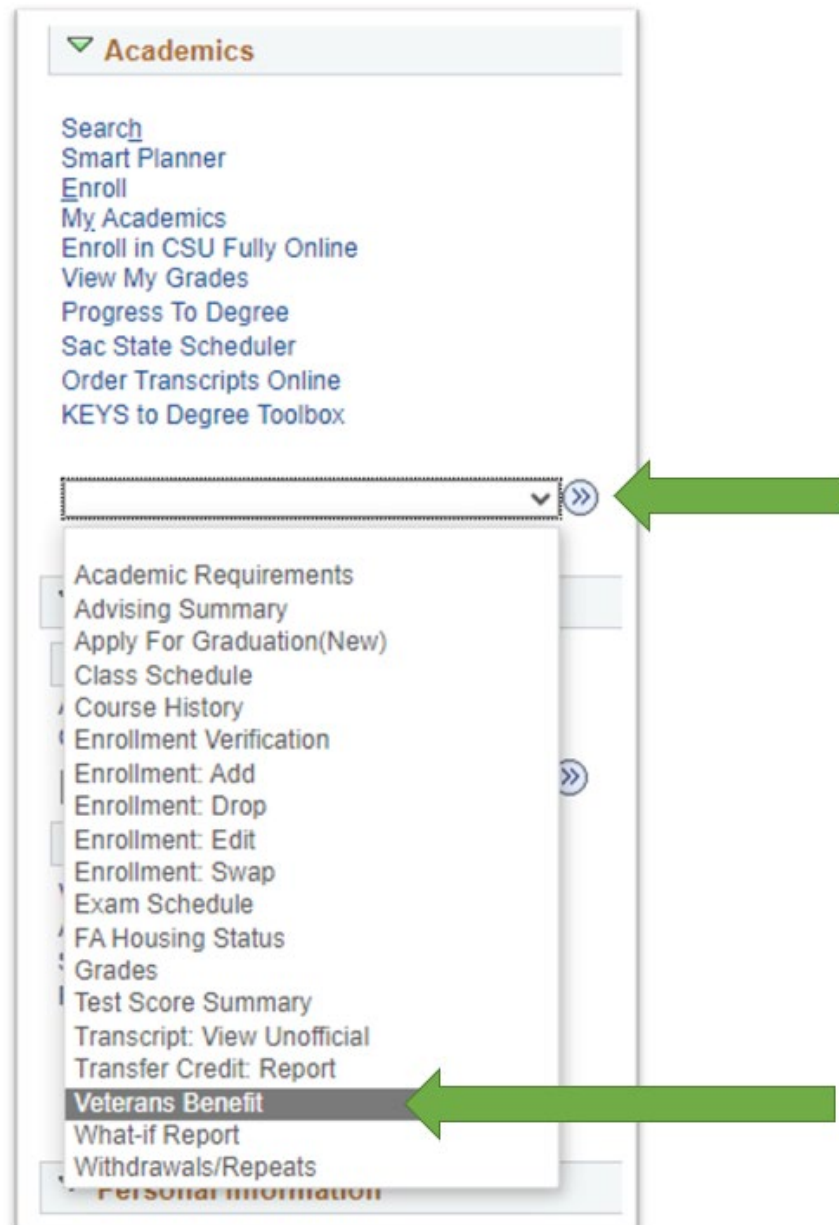 Academics
Search
Smart Planner
Enroll
My Academics
Enroll in CSU Fully Online
View My Grades
Progress To Degree
Sac State Scheduler
Order Transcripts Online
KEYS to Degree Toolbox
Academic Requirements
Advising Summary
Apply For Graduation(New)
Class Schedule
Course History
Enrollment Verification
Enrollment: Add
Enrollment: Drop
Enrollment: Edit
Enrollment: Swap
Exam Schedule
FA Housing Status
Grades
Test Score Summary
Transcript: View Unofficial
Transfer Credit: Report
Veterans Benefit
What-if Report
Withdrawals/Repeats
Personal Information